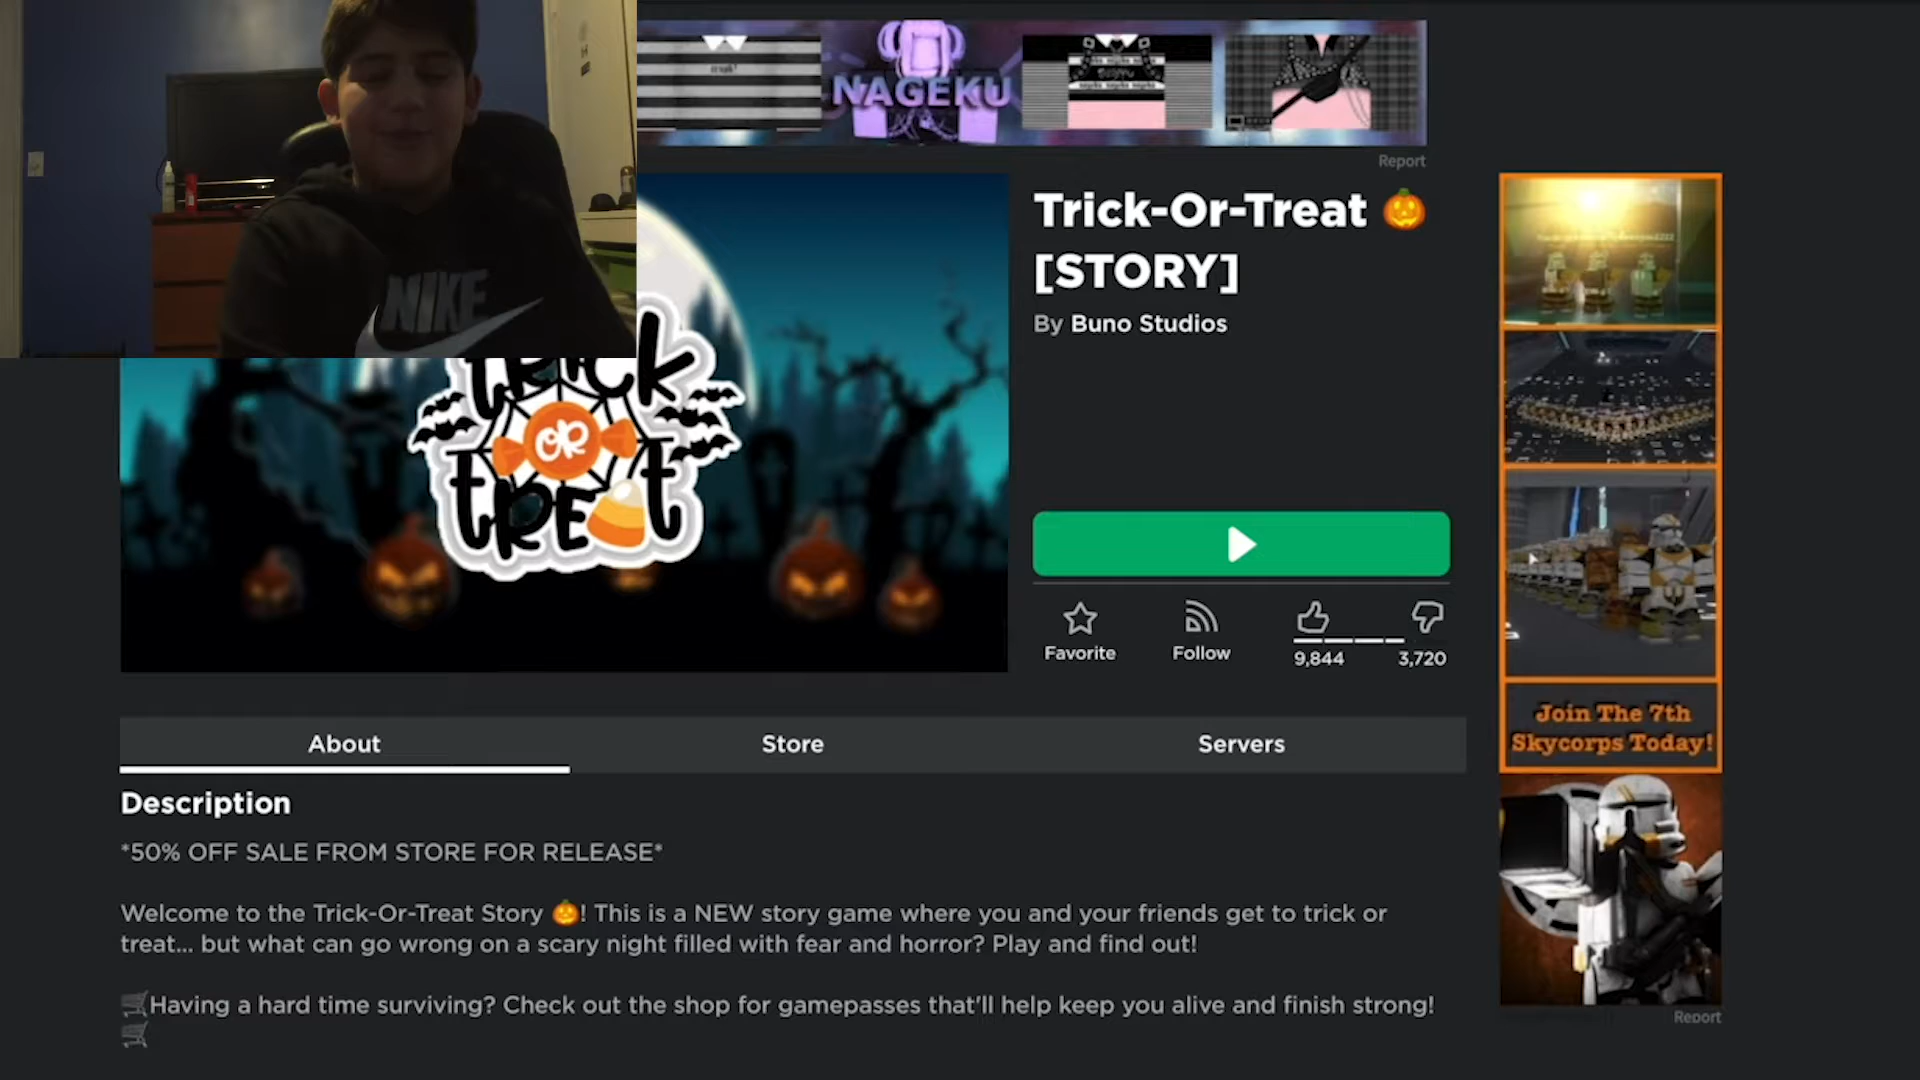 NAGEKU
Report
NIKE
Trick-Or-Treat 🎃
[STORY]
By Buno Studios
trick
OR
treat
Favorite
Follow
9,844
3,720
Join The 7th
Skycorps Today!
About
Store
Servers
Description
*50% OFF SALE FROM STORE FOR RELEASE*
Welcome to the Trick-Or-Treat Story 🎃! This is a NEW story game where you and your friends get to trick or
treat... but what can go wrong on a scary night filled with fear and horror? Play and find out!
🛒Having a hard time surviving? Check out the shop for gamepasses that'll help keep you alive and finish strong!
🛒
Report